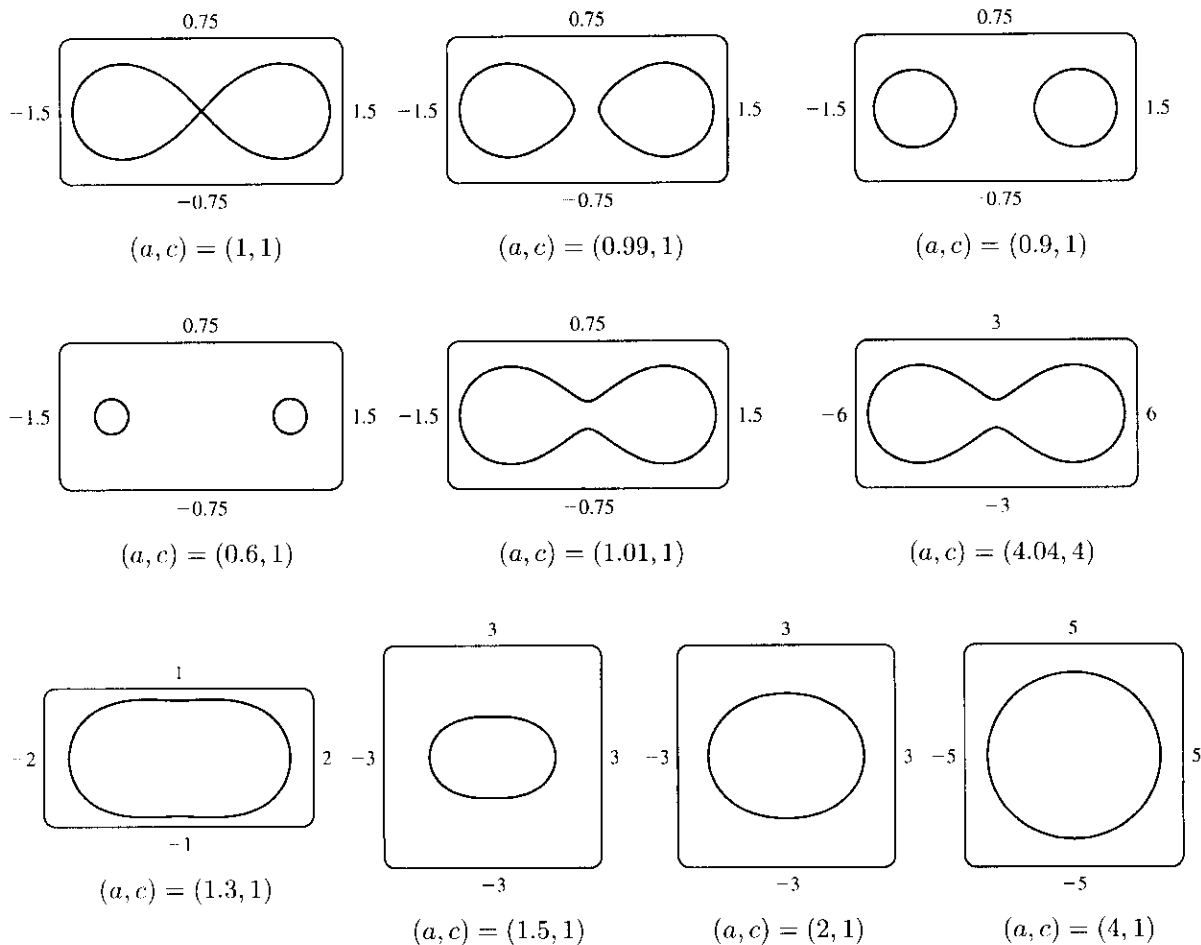 0.75 0.75 0.75
−1.5 1.5 −1.5 1.5 −1.5 1.5
−0.75 −0.75 0.75
(a, c) = (1, 1) (a, c) = (0.99, 1) (a, c) = (0.9, 1)
0.75 0.75 3
−1.5 1.5 −1.5 1.5 −6 6
−0.75 −0.75 −3
(a, c) = (0.6, 1) (a, c) = (1.01, 1) (a, c) = (4.04, 4)
1 3 3 5
−2 2 −3 3 −3 3 −5 5
−1 −3 −3 −5
(a, c) = (1.3, 1) (a, c) = (1.5, 1) (a, c) = (2, 1) (a, c) = (4, 1)